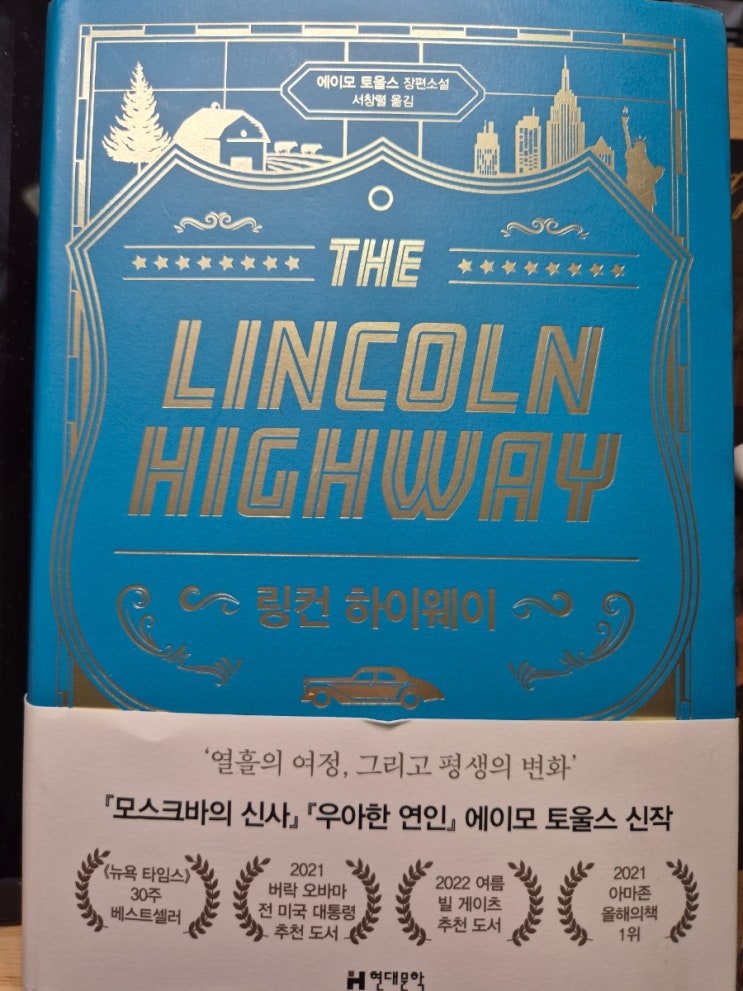 에이모 토울스 장편소설
서창렬 옮김
THE
LINCOLN
HIGHWAY
링컨 하이웨이
'열흘의 여정, 그리고 평생의 변화'
『모스크바의 신사』『우아한 연인』 에이모 토울스 신작
《뉴욕 타임스》
30주
베스트셀러
2021
버락 오바마
전 미국 대통령
추천 도서
2022 여름
빌 게이츠
추천 도서
2021
아마존
올해의책
1위
현대문학